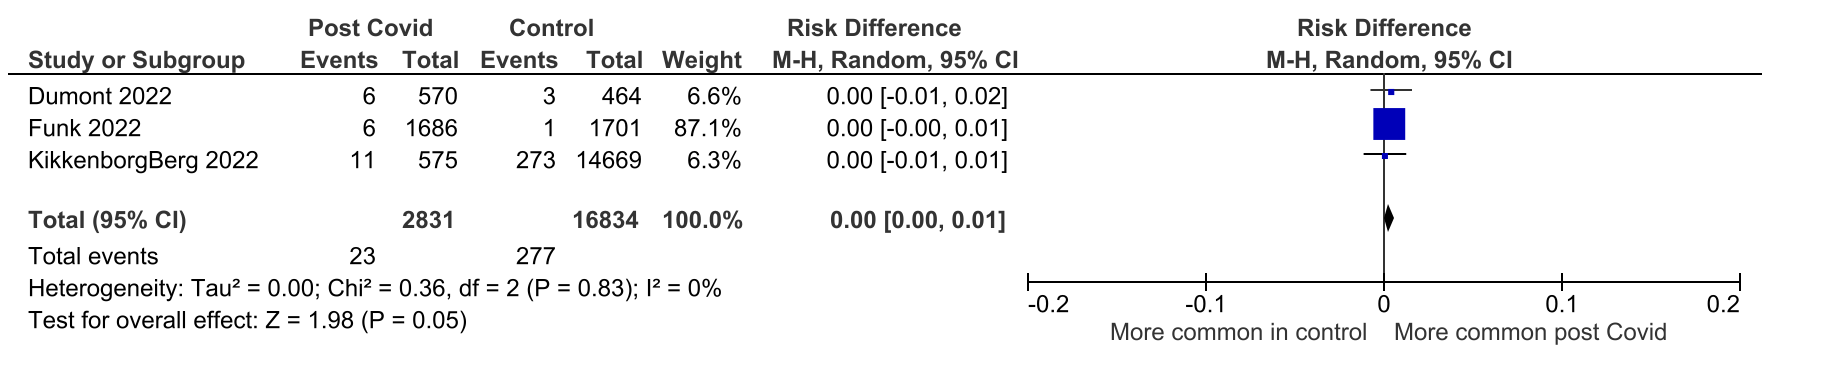 Post Covid Control Risk Difference Risk Difference
Study or Subgroup Events Total Events Total Weight M-H, Random, 95% CI M-H, Random, 95% CI
Dumont 2022 6 570 3 464 6.6% 0.00 [-0.01, 0.02]
Funk 2022 6 1686 1 1701 87.1% 0.00 [-0.00, 0.01]
KikkenborgBerg 2022 11 575 273 14669 6.3% 0.00 [-0.01, 0.01]
Total (95% CI) 2831 16834 100.0% 0.00 [0.00, 0.01]
Total events 23 277
Heterogeneity: Tau² = 0.00; Chi² = 0.36, df = 2 (P = 0.83); I² = 0%
Test for overall effect: Z = 1.98 (P = 0.05)
-0.2 -0.1 0 0.1 0.2
More common in control More common post Covid